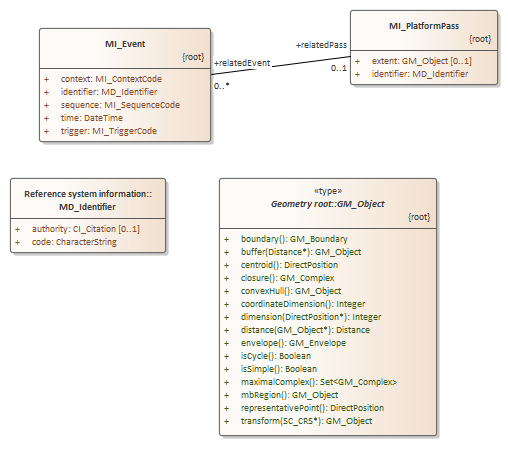 MI_Event
{root}
+ context: MI_ContextCode
+ identifier: MD_Identifier
+ sequence: MI_SequenceCode
+ time: DateTime
+ trigger: MI_TriggerCode
+relatedEvent
0..*
+relatedPass
0..1
MI_PlatformPass
{root}
+ extent: GM_Object [0..1]
+ identifier: MD_Identifier
Reference system information::
MD_Identifier
+ authority: CI_Citation [0..1]
+ code: CharacterString
«type»
Geometry root::GM_Object
{root}
+ boundary(): GM_Boundary
+ buffer(Distance*): GM_Object
+ centroid(): DirectPosition
+ closure(): GM_Complex
+ convexHull(): GM_Object
+ coordinateDimension(): Integer
+ dimension(DirectPosition*): Integer
+ distance(GM_Object*): Distance
+ envelope(): GM_Envelope
+ isCycle(): Boolean
+ isSimple(): Boolean
+ maximalComplex(): Set<GM_Complex>
+ mbRegion(): GM_Object
+ representativePoint(): DirectPosition
+ transform(SC_CRS*): GM_Object